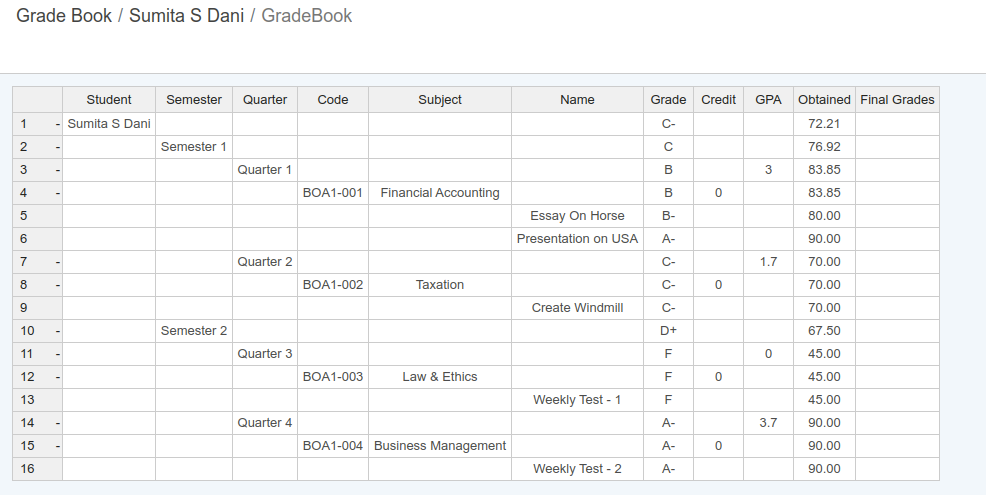 Grade Book / Sumita S Dani / GradeBook
Student Semester Quarter Code Subject Name Grade Credit GPA Obtained Final Grades
1 - Sumita S Dani C- 72.21
2 - Semester 1 C 76.92
3 - Quarter 1 B 3 83.85
4 - BOA1-001 Financial Accounting B 0 83.85
5 Essay On Horse B- 80.00
6 Presentation on USA A- 90.00
7 - Quarter 2 C- 1.7 70.00
8 - BOA1-002 Taxation C- 0 70.00
9 Create Windmill C- 70.00
10 - Semester 2 D+ 67.50
11 - Quarter 3 F 0 45.00
12 - BOA1-003 Law & Ethics F 0 45.00
13 Weekly Test - 1 F 45.00
14 - Quarter 4 A- 3.7 90.00
15 - BOA1-004 Business Management A- 0 90.00
16 Weekly Test - 2 A- 90.00